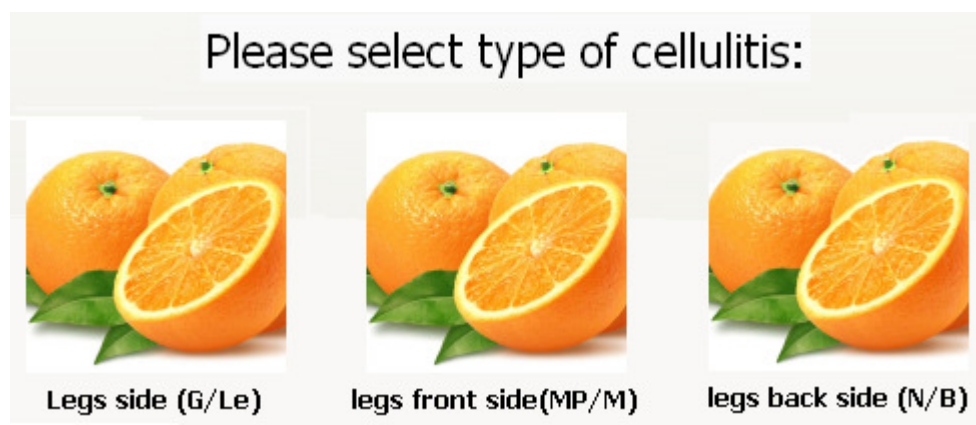 Please select type of cellulitis:
Legs side (G/Le)
legs front side(MP/M)
legs back side (N/B)